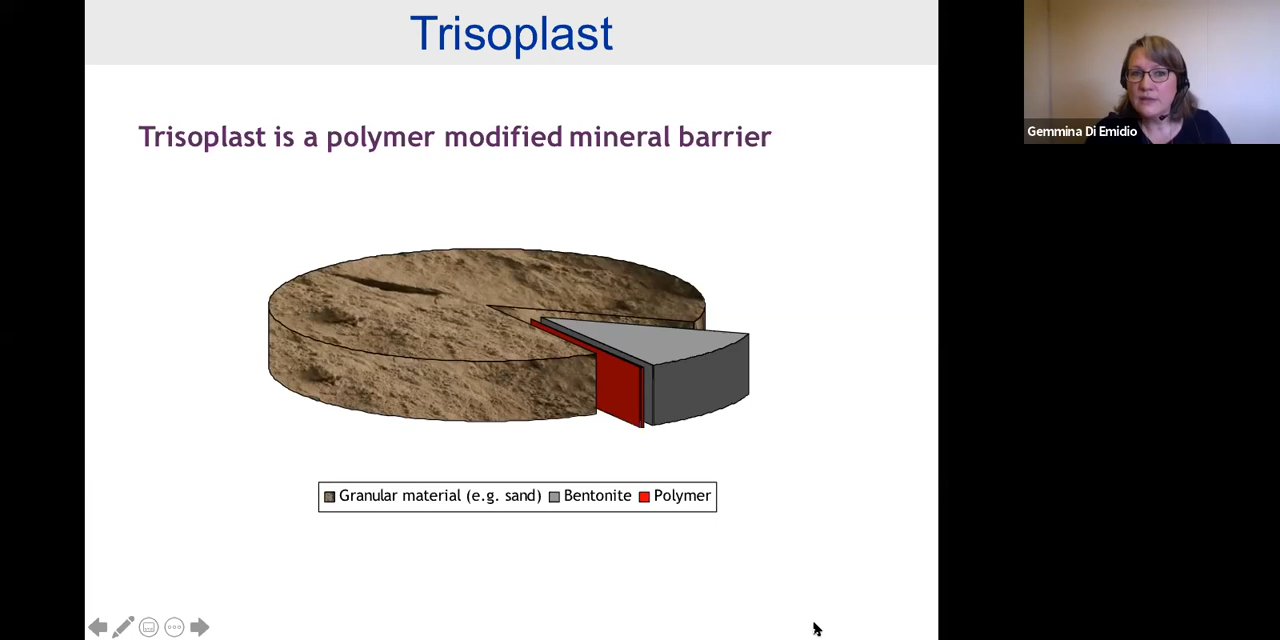 Trisoplast
Gemmina Di Emidio
Trisoplast is a polymer modified mineral barrier
Granular material (e.g. sand) Bentonite Polymer